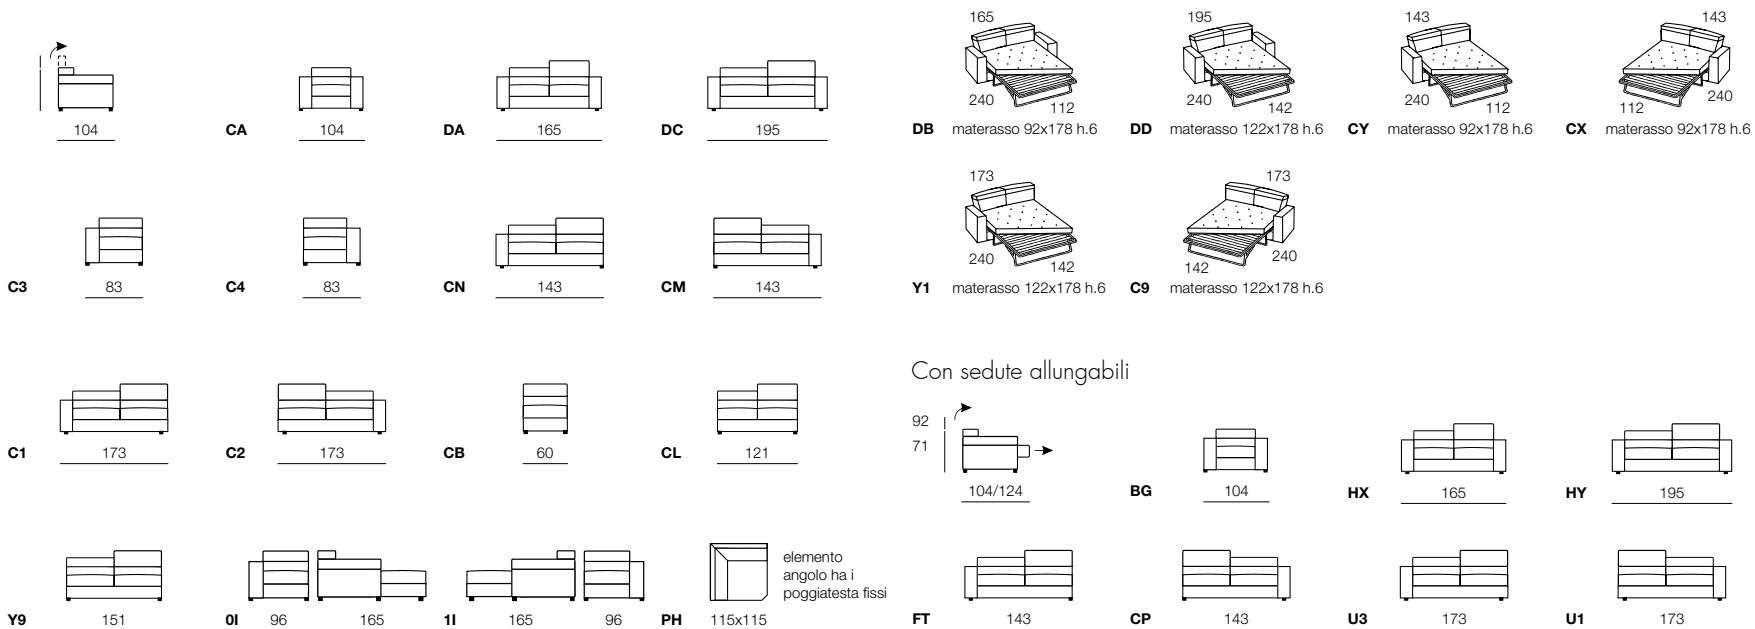 104
CA 104
DA 165
DC 195
C3 83
C4 83
CN 143
CM 143
C1 173
C2 173
CB 60
CL 121
Y9 151
0I 96 165
1I 165 96
PH 115x115
elemento
angolo ha i
poggiatesta fissi
165
240
112
DB materasso 92x178 h.6
195
240
142
DD materasso 122x178 h.6
143
240
112
CY materasso 92x178 h.6
143
240
112
CX materasso 92x178 h.6
173
240
142
Y1 materasso 122x178 h.6
173
240
142
C9 materasso 122x178 h.6
Con sedute allungabili
92
71
104/124
BG 104
HX 165
HY 195
FT 143
CP 143
U3 173
U1 173